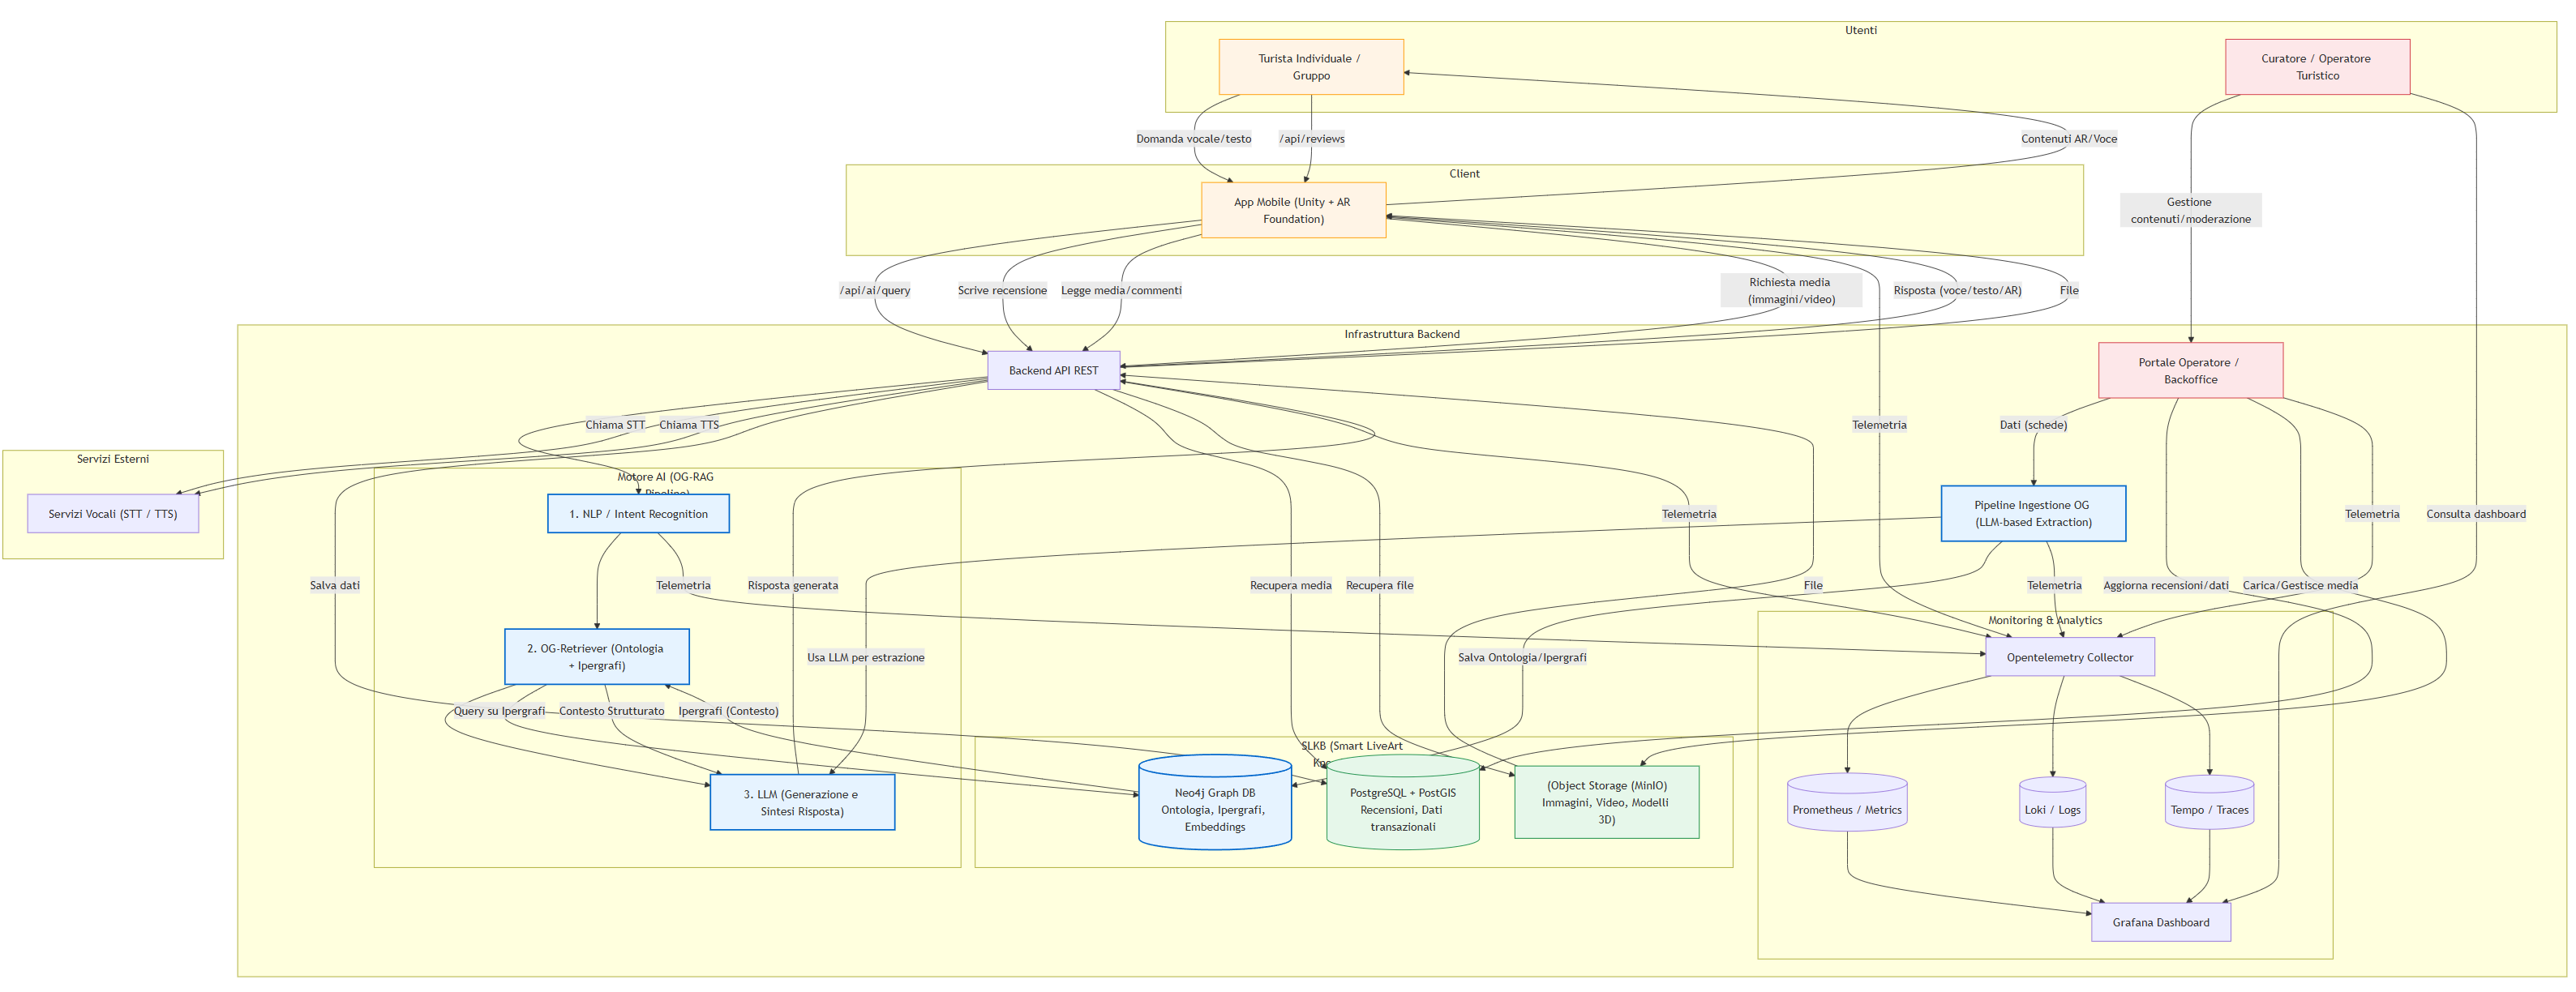 Utenti
Turista Individuale /
Gruppo
Curatore / Operatore
Turistico
Domanda vocale/testo
/api/reviews
Contenuti AR/Voce
Client
App Mobile (Unity + AR
Foundation)
Gestione
contenuti/moderazione
/api/ai/query
Scrive recensione
Legge media/commenti
Richiesta media
(immagini/video)
Risposta (voce/testo/AR)
File
Infrastruttura Backend
Backend API REST
Portale Operatore /
Backoffice
Chiama STT
Chiama TTS
Telemetria
Dati (schede)
Servizi Esterni
Servizi Vocali (STT / TTS)
Motore AI (OG-RAG
Pipeline)
1. NLP / Intent Recognition
Telemetria
Pipeline Ingestione OG
(LLM-based Extraction)
Telemetria
Consulta dashboard
Salva dati
Telemetria
Risposta generata
Recupera media
Recupera file
File
Telemetria
Aggiorna recensioni/dati
Carica/Gestisce media
Monitoring & Analytics
2. OG-Retriever (Ontologia
+ Ipergrafi)
Usa LLM per estrazione
Salva Ontologia/Ipergrafi
Opentelemetry Collector
Query su Ipergrafi
Contesto Strutturato
Ipergrafi (Contesto)
SLKB (Smart LiveArt
3. LLM (Generazione e
Sintesi Risposta)
Neo4j Graph DB
Ontologia, Ipergrafi,
Embeddings
PostgreSQL + PostGIS
Recensioni, Dati
transazionali
(Object Storage (MinIO)
Immagini, Video, Modelli
3D)
Prometheus / Metrics
Loki / Logs
Tempo / Traces
Grafana Dashboard